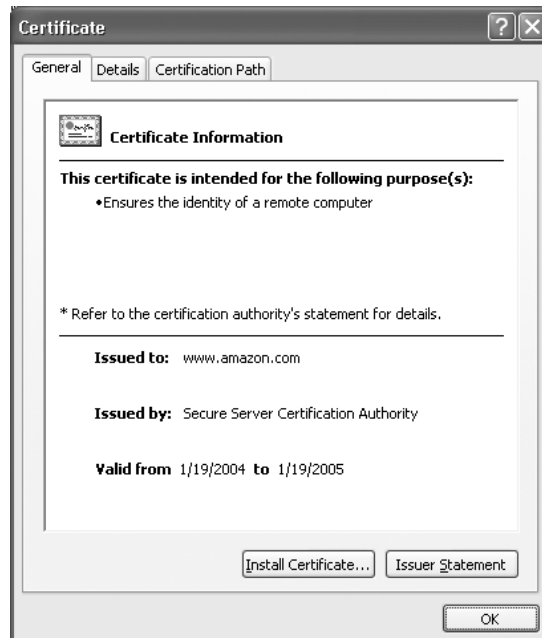 Certificate
General Details Certification Path
Certificate Information
This certificate is intended for the following purpose(s):
•Ensures the identity of a remote computer
* Refer to the certification authority's statement for details.
Issued to: www.amazon.com
Issued by: Secure Server Certification Authority
Valid from 1/19/2004 to 1/19/2005
Install Certificate... Issuer Statement
OK